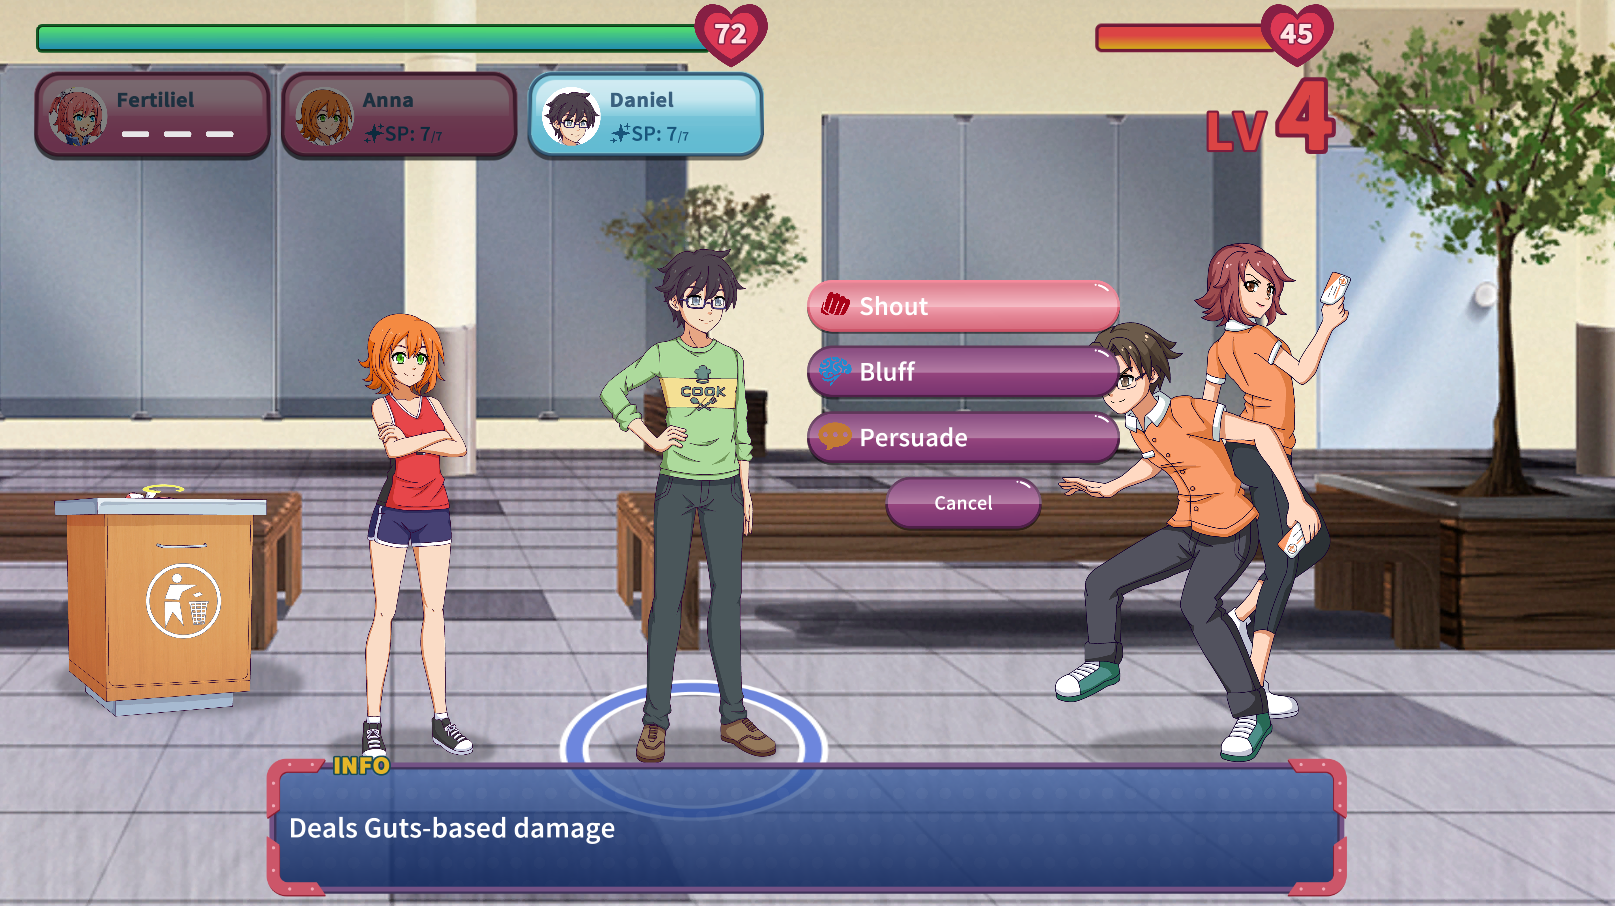 72
45
Fertiliel
Anna
SP: 7/7
Daniel
SP: 7/7
LV 4
COOK
Shout
Bluff
Persuade
Cancel
INFO
Deals Guts-based damage